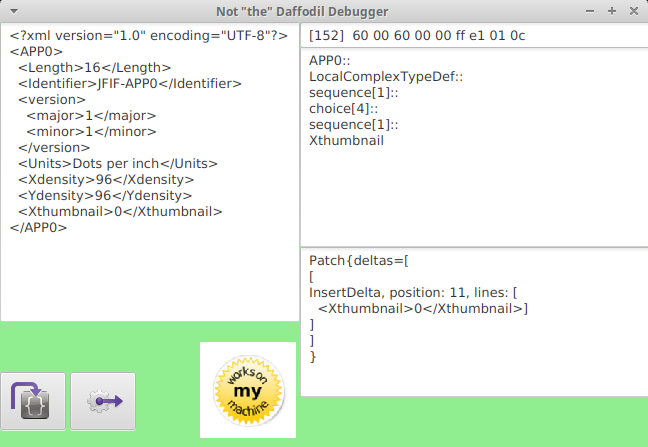 Not "the" Daffodil Debugger
<?xml version="1.0" encoding="UTF-8"?>
<APP0>
  <Length>16</Length>
  <Identifier>JFIF-APP0</Identifier>
  <version>
    <major>1</major>
    <minor>1</minor>
  </version>
  <Units>Dots per inch</Units>
  <Xdensity>96</Xdensity>
  <Ydensity>96</Ydensity>
  <Xthumbnail>0</Xthumbnail>
</APP0>
[152]  60 00 60 00 00 ff e1 01 0c
APP0::
LocalComplexTypeDef::
sequence[1]::
choice[4]::
sequence[1]::
Xthumbnail
Patch{deltas=[
[
InsertDelta, position: 11, lines: [
  <Xthumbnail>0</Xthumbnail>]
]
]
}
{}
works on
my
machine